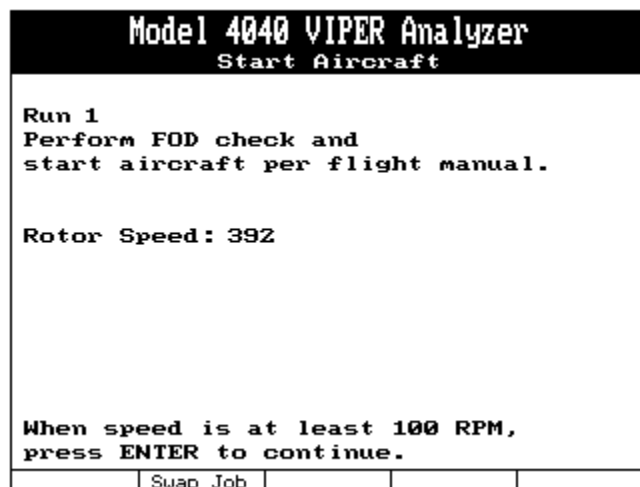 Model 4040 VIPER Analyzer
Start Aircraft
Run 1
Perform FOD check and
start aircraft per flight manual.
Rotor Speed: 392
When speed is at least 100 RPM,
press ENTER to continue.
Swap Job